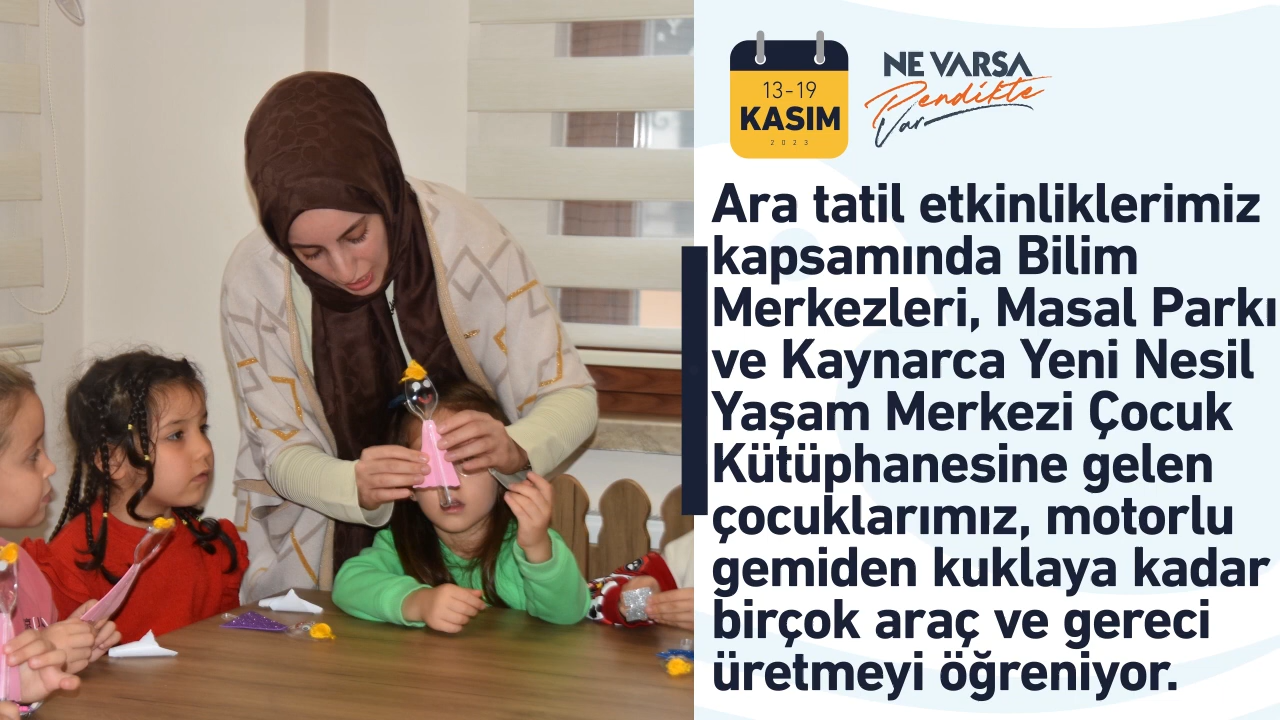 13-19
KASIM
2023
NE VARSA
Pendikte
Var
Ara tatil etkinliklerimiz
kapsamında Bilim
Merkezleri, Masal Parkı
ve Kaynarca Yeni Nesil
Yaşam Merkezi Çocuk
Kütüphanesine gelen
çocuklarımız, motorlu
gemiden kuklaya kadar
birçok araç ve gereci
üretmeyi öğreniyor.